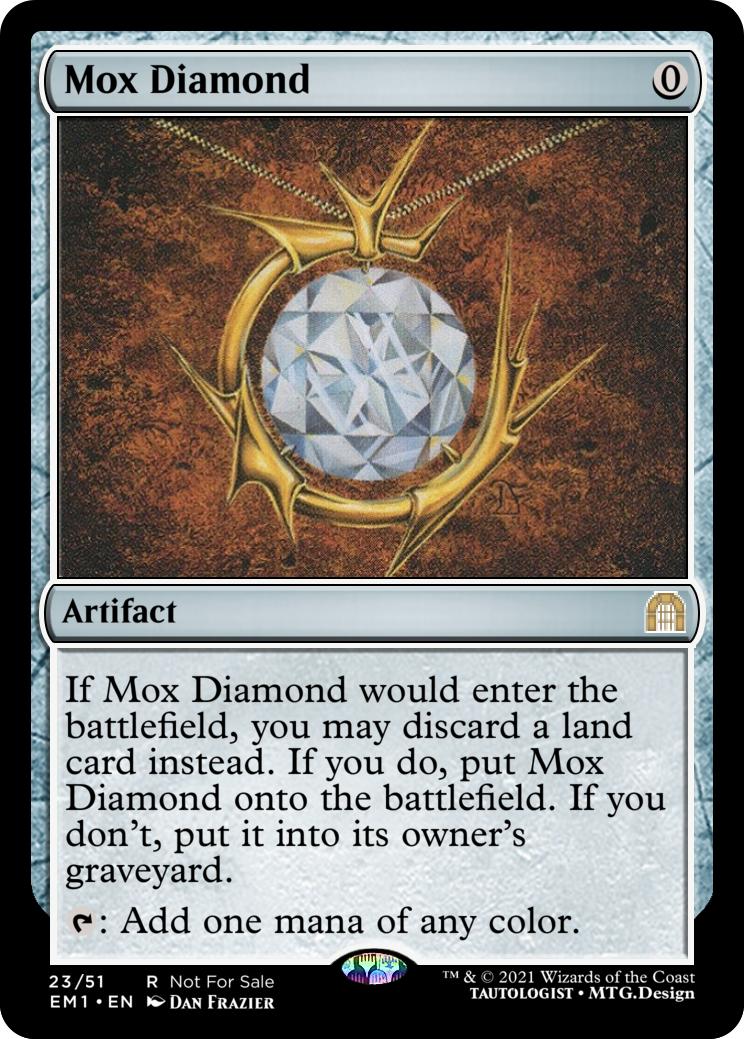 Mox Diamond 0
Artifact
If Mox Diamond would enter the
battlefield, you may discard a land
card instead. If you do, put Mox
Diamond onto the battlefield. If you
don't, put it into its owner's
graveyard.
: Add one mana of any color.
23/51 R Not For Sale
EM1 • EN Dan Frazier
™ & © 2021 Wizards of the Coast
TAUTOLOGIST • MTG.Design